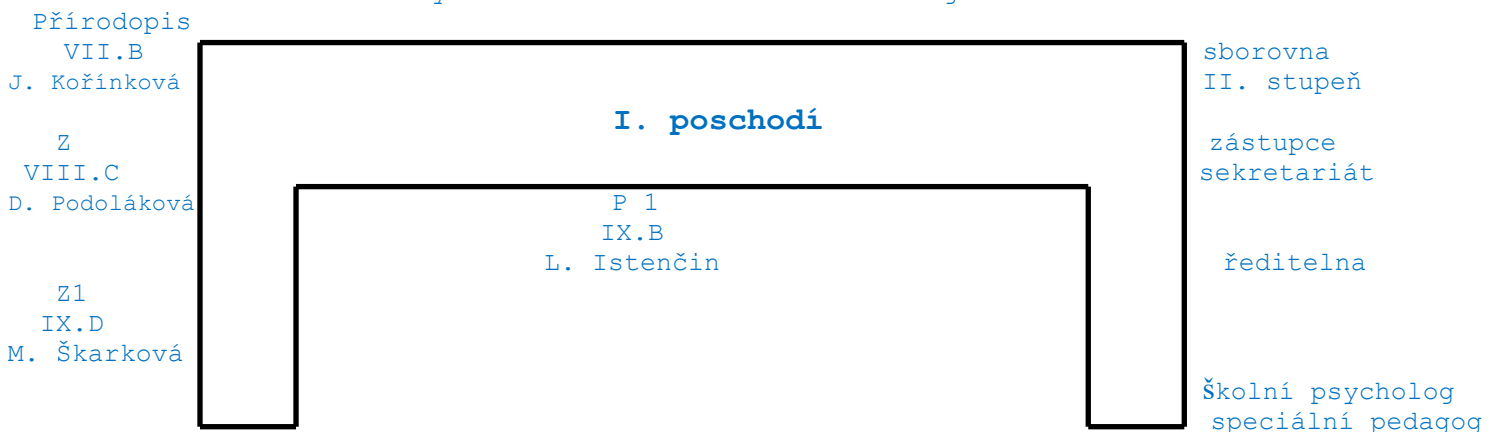 Přírodopis
VII.B
J. Kořínková
sborovna
II. stupeň
I. poschodí
Z
VIII.C
D. Podoláková
zástupce
sekretariát
P 1
IX.B
L. Istenčin
ředitelna
Z1
IX.D
M. Škarková
Školní psycholog
speciální pedagog